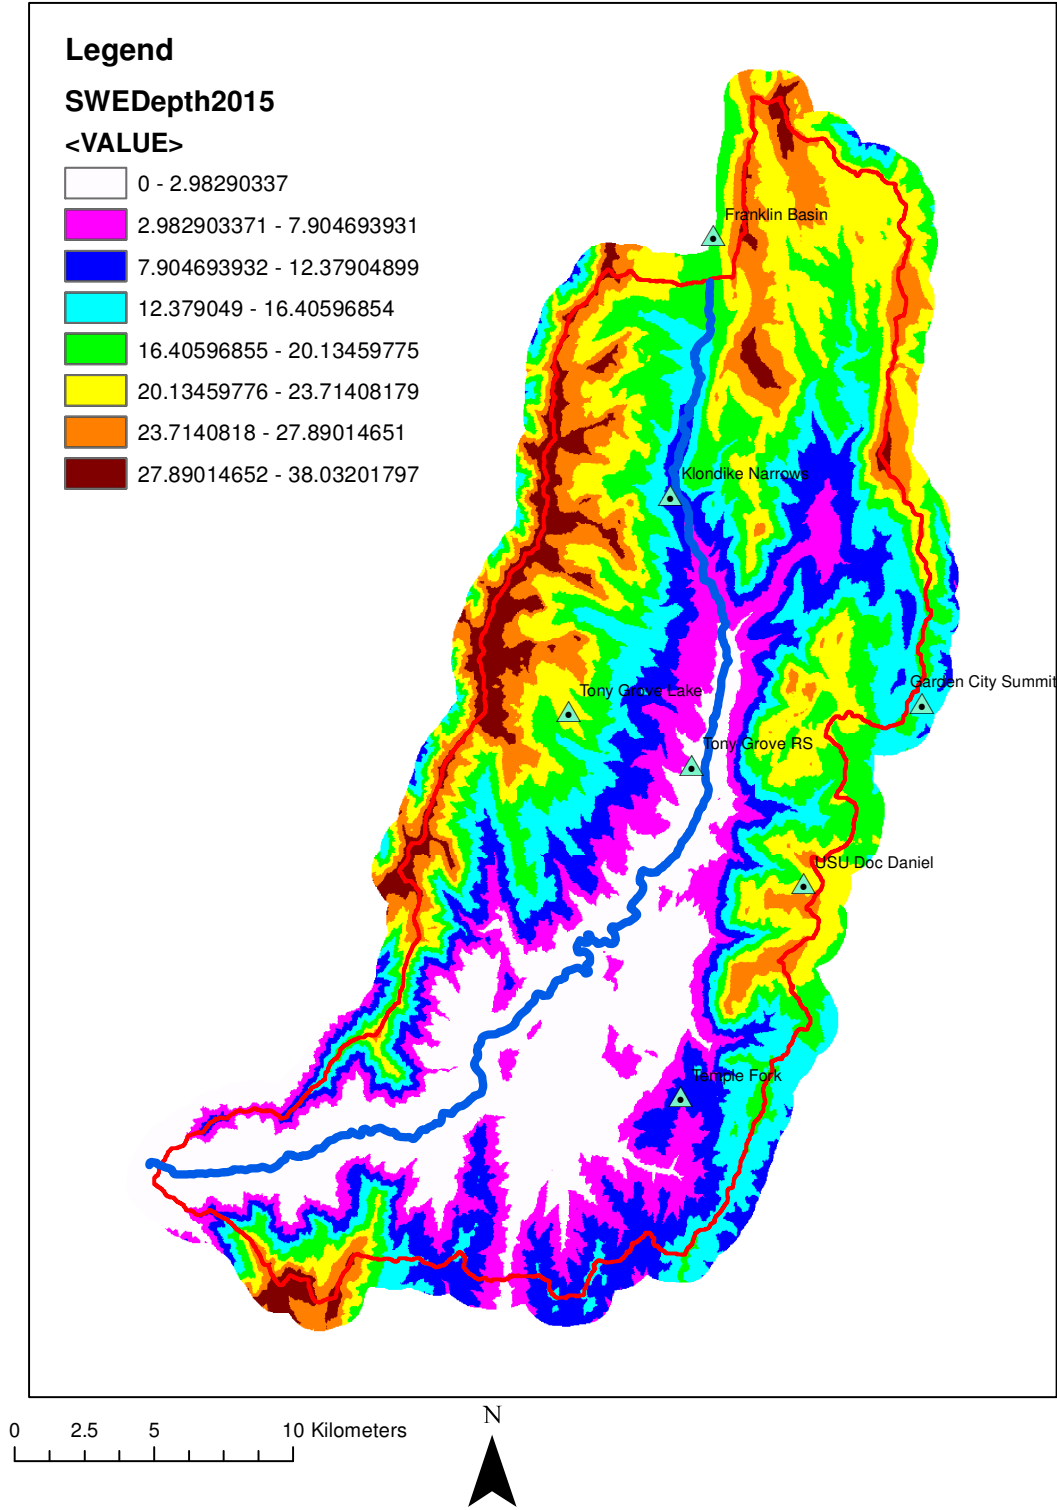 Legend
SWEDepth2015
<VALUE>
0 - 2.98290337
2.982903371 - 7.904693931
7.904693932 - 12.37904899
12.379049 - 16.40596854
16.40596855 - 20.13459775
20.13459776 - 23.71408179
23.7140818 - 27.89014651
27.89014652 - 38.03201797
Franklin Basin
Klondike Narrows
Garden City Summit
Tony Grove Lake
Tony Grove RS
USU Doc Daniel
Temple Fork
0 2.5 5 10 Kilometers
N